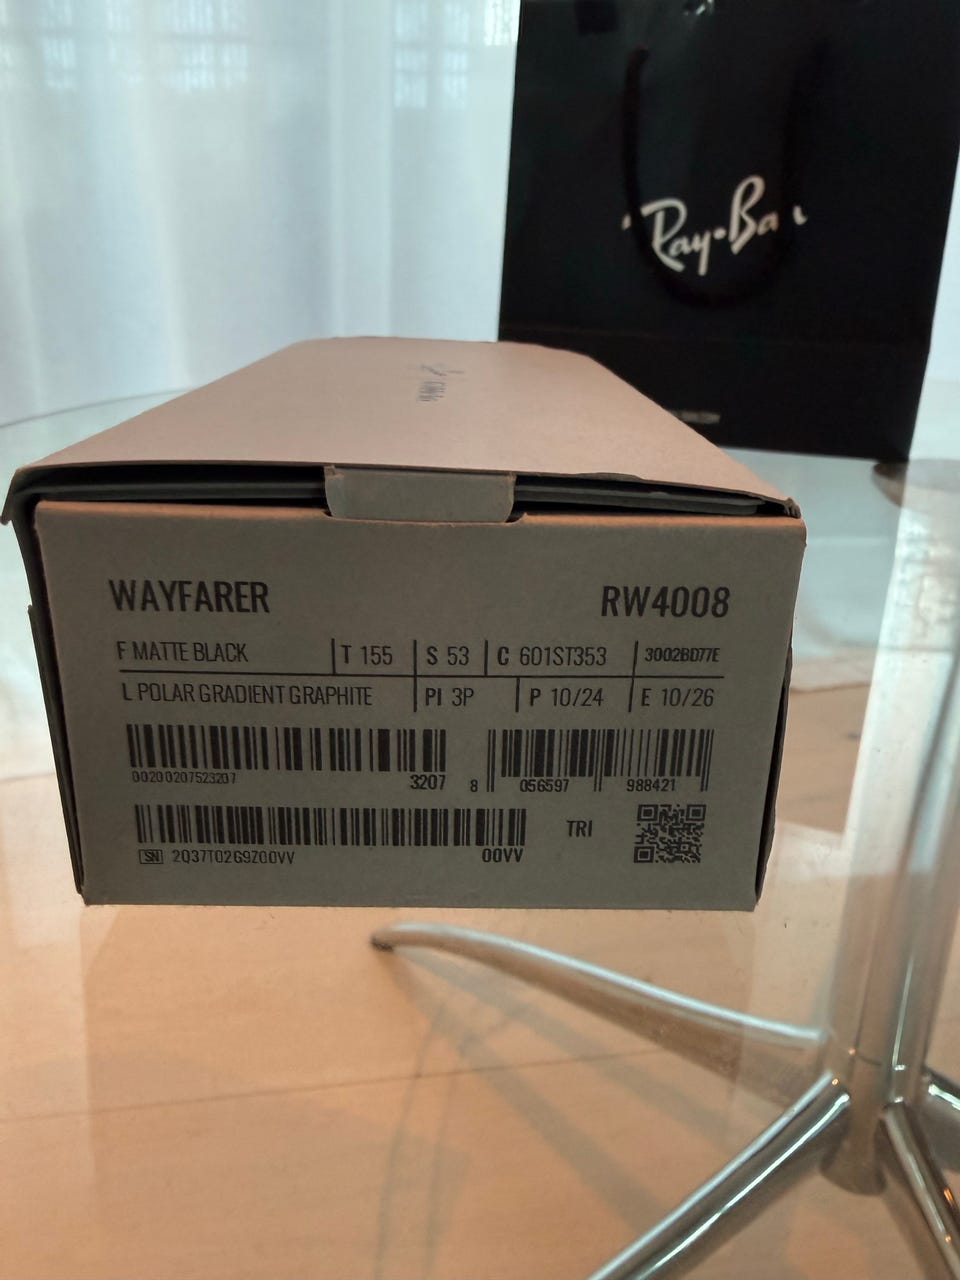 Ray-Ban
WAYFARER RW4008
F MATTE BLACK T 155 S 53 C 601ST353 3002BD77E
L POLAR GRADIENT GRAPHITE PI 3P P 10/24 E 10/26
00200207523207 3207 8 056597 988421
TRI
SN 2Q37T0269Z00VV 00VV